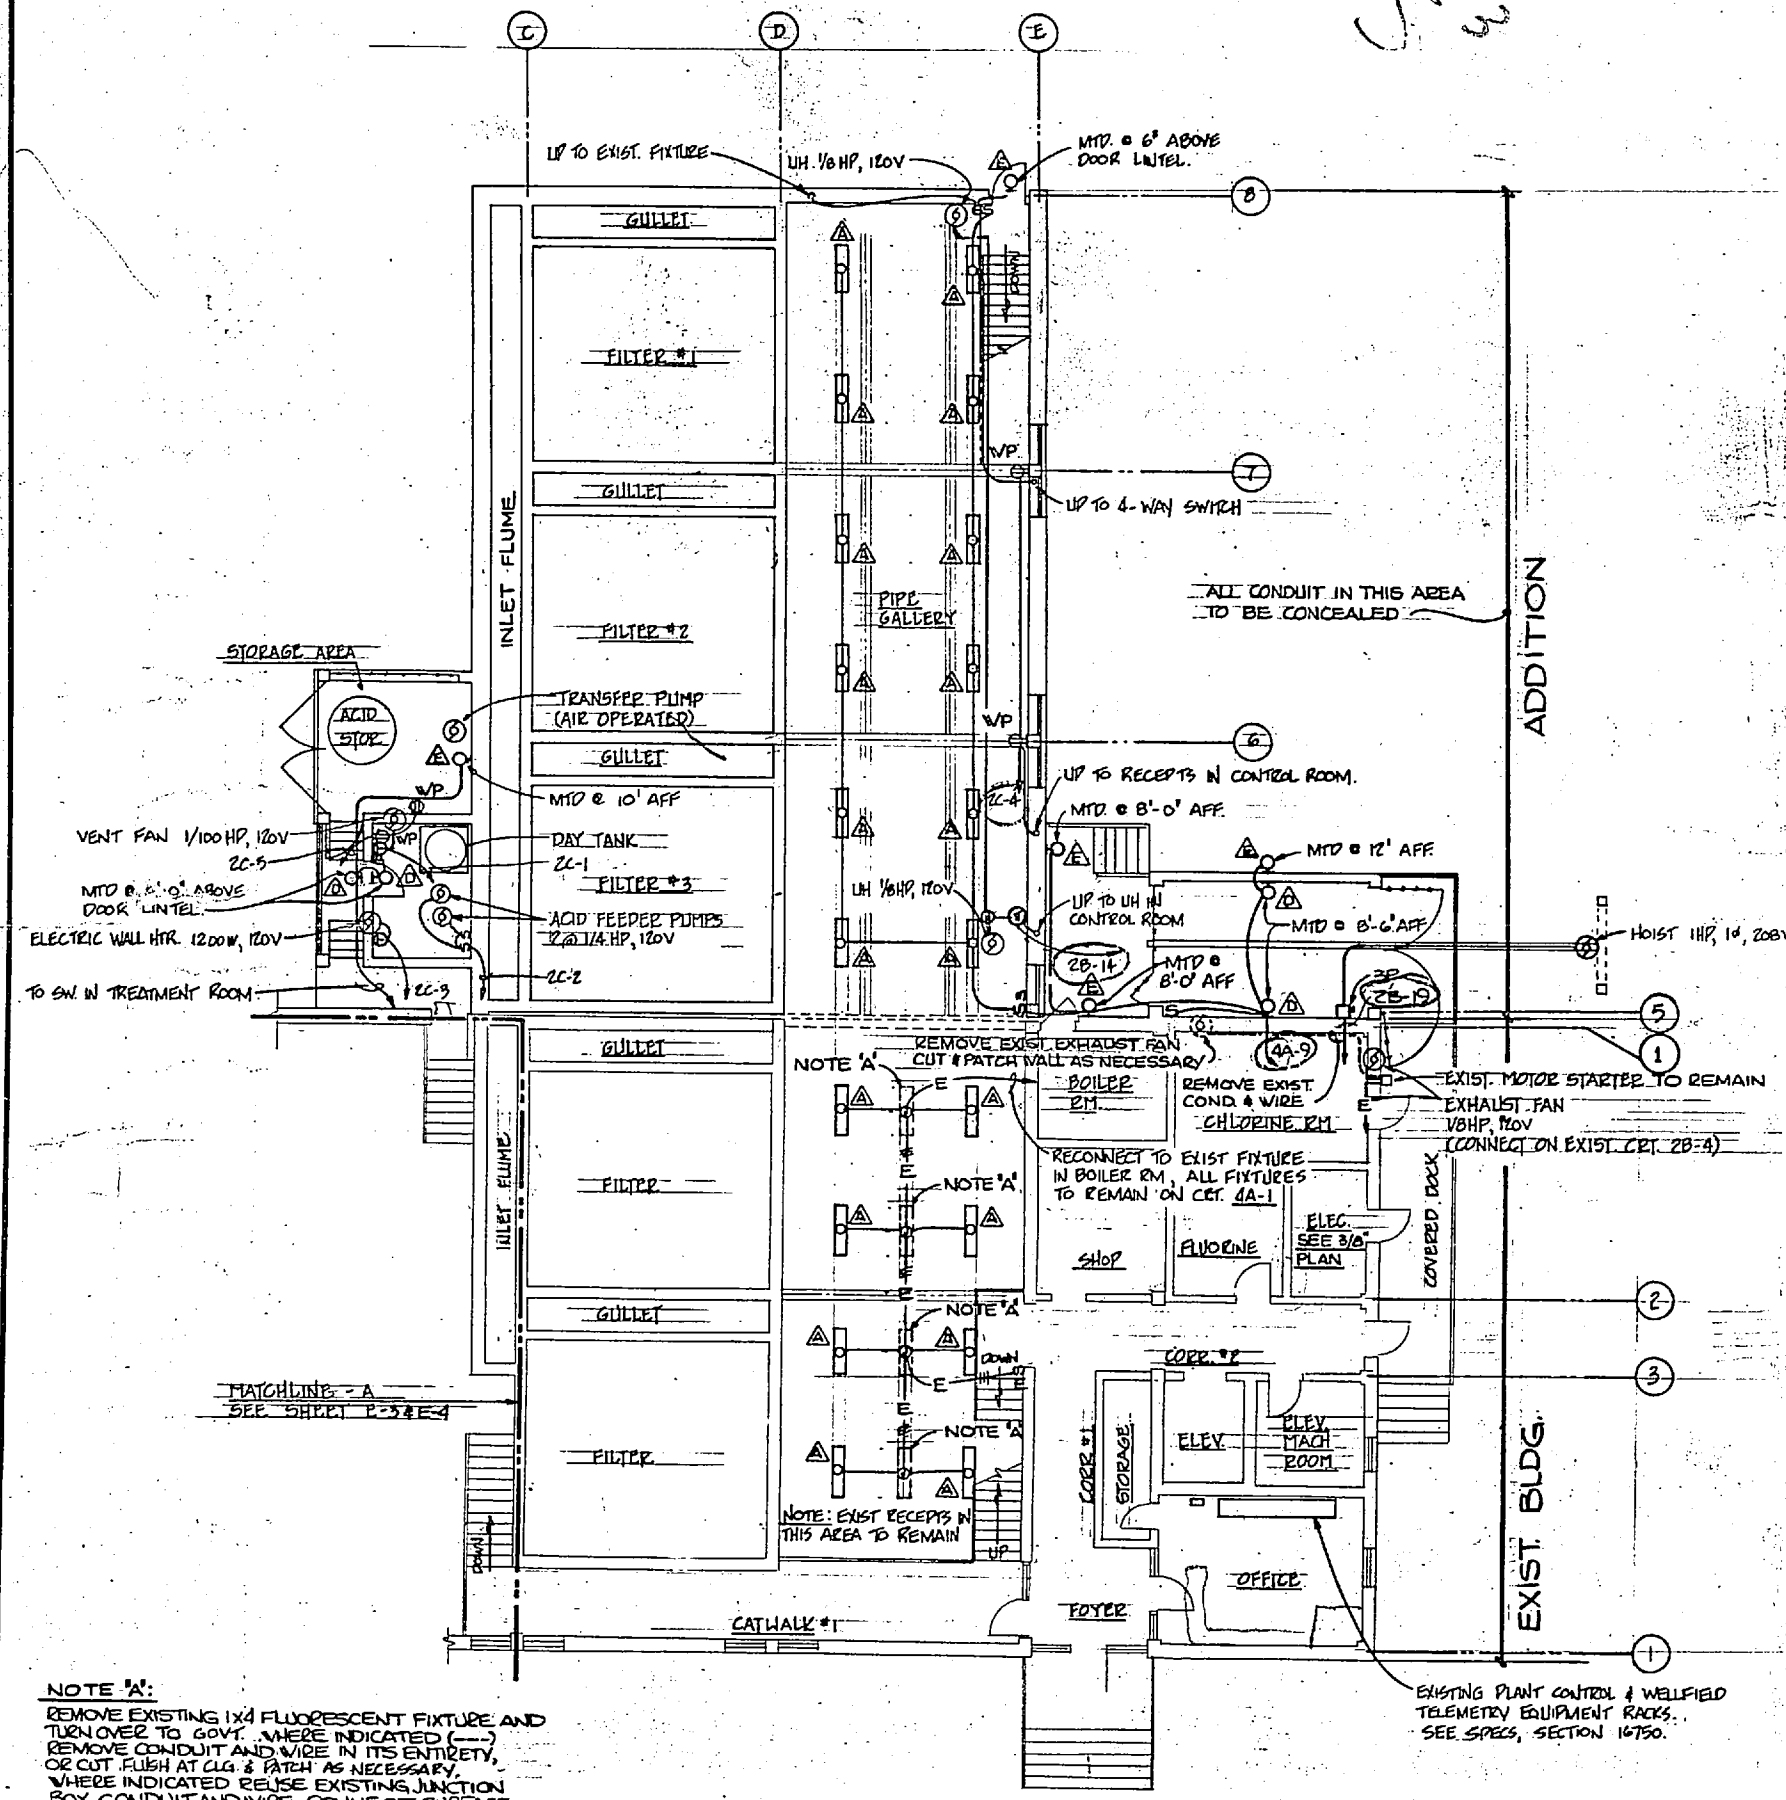 C
D
E
UP TO EXIST. FIXTURE
UH. 1/8 HP, 120V
MTD. @ 6" ABOVE
DOOR LINTEL.
E
8
GULLET
A
DOWN
A
FILTER #1
A
A
WP
7
GULLET
UP TO 4-WAY SWITCH
INLET FLUME
A
A
ALL CONDUIT IN THIS AREA
TO BE CONCEALED
ADDITION
PIPE
GALLERY
FILTER #2
STORAGE AREA
A
A
TRANSFER PUMP
(AIR OPERATED)
ACID
STOR
WP
6
E
GULLET
UP TO RECEPTS IN CONTROL ROOM.
MTD @ 10' AFF
WP
2C-4
MTD. @ 8'-0" AFF.
VENT FAN 1/100 HP, 120V
A
A
WP
DAY TANK
MTD @ 12' AFF.
2C-5
2C-1
E
D
D
FILTER #3
UH 1/8HP, 120V
UP TO UH IN
CONTROL ROOM
D
ABOVE
DOOR LINTEL
MTD @ 8'-6" AFF
ACID FEEDER PUMPS
2@ 1/4 HP, 120V
ELECTRIC WALL HTR. 1200W, 120V
HOIST 1HP, 1ø, 208V
A
A
2B-14
MTD @
8'-0" AFF
2C-2
3P
2B-19
TO SW. IN TREATMENT ROOM
2C-3
E
D
S
5
1
GULLET
REMOVE EXIST. EXHAUST FAN
CUT & PATCH WALL AS NECESSARY
4A-9
NOTE 'A'
E
BOILER
RM
REMOVE EXIST.
COND. & WIRE
EXIST. MOTOR STARTER TO REMAIN
EXHAUST FAN
1/8HP, 120V
(CONNECT ON EXIST. CRT. 2B-4)
A
A
E
CHLORINE RM
RECONNECT TO EXIST FIXTURE
IN BOILER RM, ALL FIXTURES
TO REMAIN ON CRT. 4A-1
INLET FLUME
E
FILTER
NOTE 'A'
COVERED DOCK
A
A
ELEC.
SEE 3/8"
PLAN
SHOP
FLUORINE
E
E
2
GULLET
NOTE 'A'
A
A
DOWN
CORR. #2
E
3
MATCHLINE - A
SEE SHEET E-3 & E-4
E
NOTE 'A'
FILTER
A
A
CORR #1
STORAGE
ELEV.
ELEV.
MACH
ROOM
EXIST. BLDG.
NOTE: EXIST RECEPTS IN
THIS AREA TO REMAIN
DOWN
UP
OFFICE
FOYER
CATWALK #1
1
NOTE 'A':
REMOVE EXISTING 1X4 FLUORESCENT FIXTURE AND
TURN OVER TO GOVT. WHERE INDICATED (---)
REMOVE CONDUIT AND WIRE IN ITS ENTIRETY,
OR CUT FLUSH AT CLG. & PATCH AS NECESSARY.
WHERE INDICATED REUSE EXISTING JUNCTION
EXISTING PLANT CONTROL & WELLFIELD
TELEMETRY EQUIPMENT RACKS.
SEE SPECS, SECTION 16750.